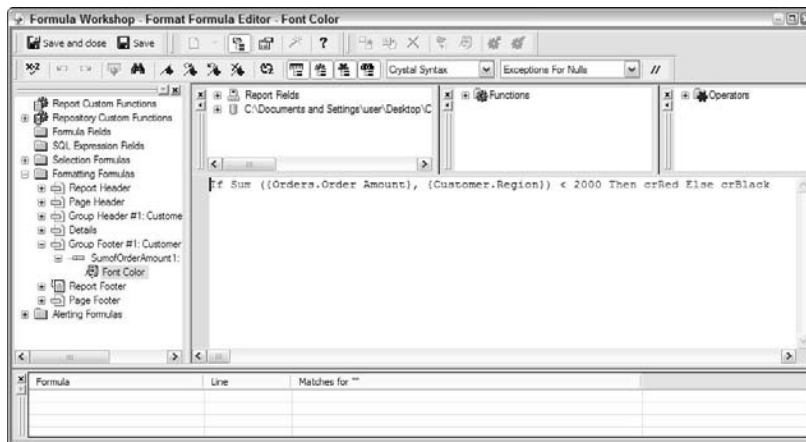 Formula Workshop - Format Formula Editor - Font Color
Save and close Save
X-2 Crystal Syntax Exceptions For Nulls //
Report Custom Functions
Repository Custom Functions
Formula Fields
SQL Expression Fields
Selection Formulas
Formatting Formulas
Report Header
Page Header
Group Header #1: Custome
Details
Group Footer #1: Customer
SumofOrderAmount1:
Font Color
Report Footer
Page Footer
Alerting Formulas
Report Fields
C:\Documents and Settings\user\Desktop\C
Functions
Operators
If Sum ({Orders.Order Amount}, {Customer.Region}) < 2000 Then crRed Else crBlack
Formula Line Matches for ""